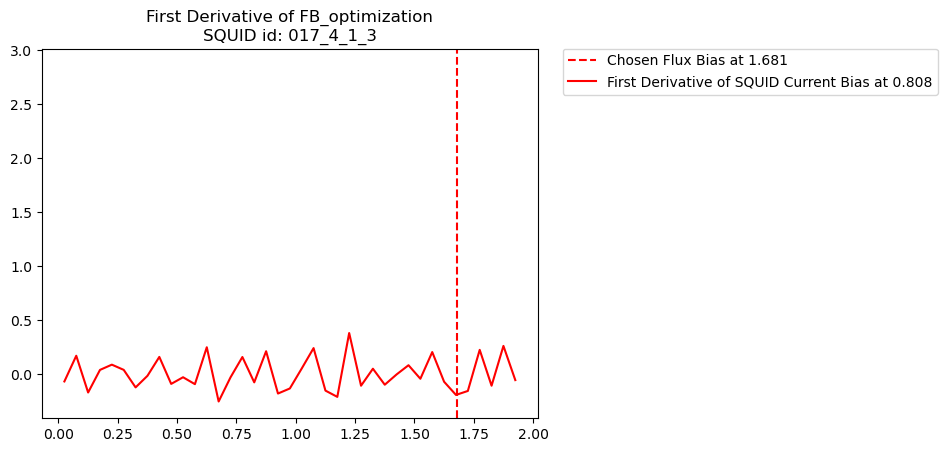 First Derivative of FB_optimization
SQUID id: 017_4_1_3
Chosen Flux Bias at 1.681
First Derivative of SQUID Current Bias at 0.808
3.0
2.5
2.0
1.5
1.0
0.5
0.0
0.00 0.25 0.50 0.75 1.00 1.25 1.50 1.75 2.00